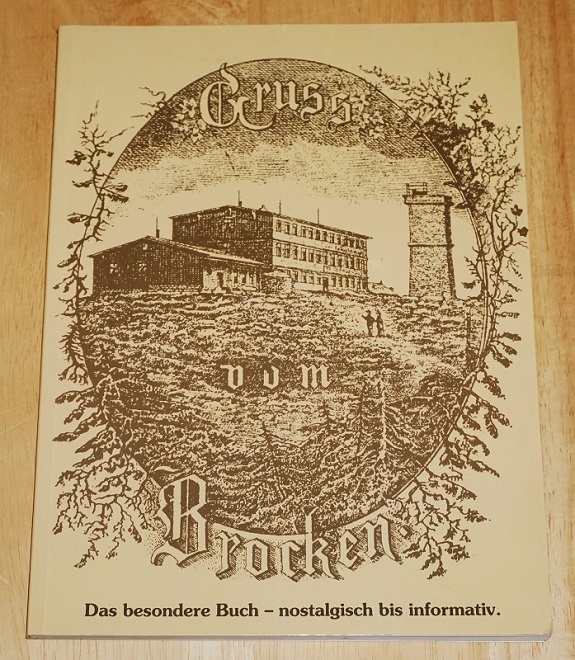 Gruss
vom
Brocken
Das besondere Buch – nostalgisch bis informativ.